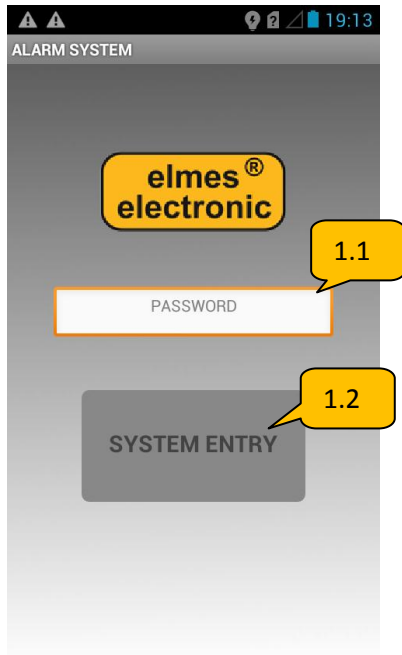 19:13
ALARM SYSTEM
elmes ®
electronic
1.1
PASSWORD
1.2
SYSTEM ENTRY